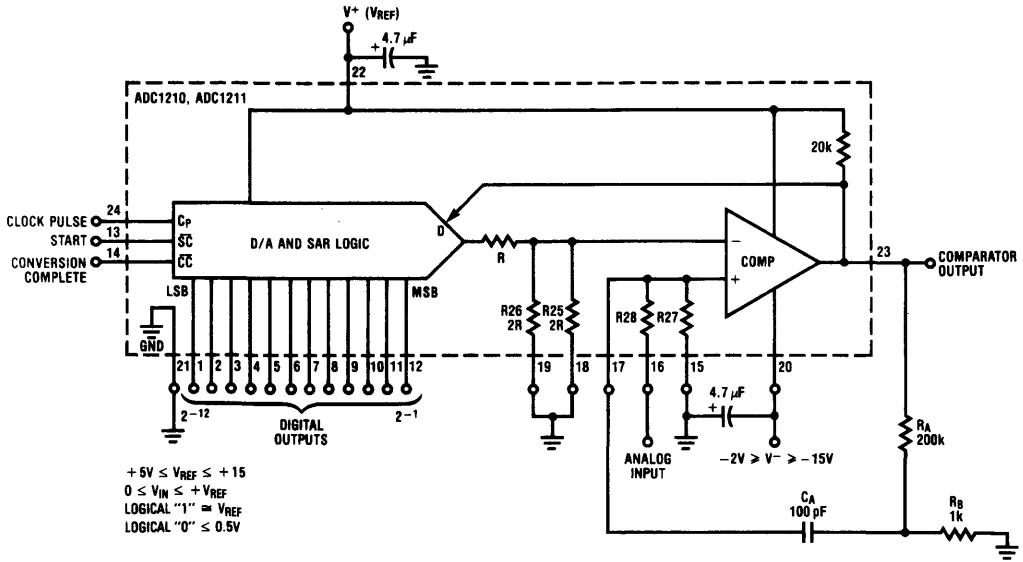 V+ (VREF)
+ 4.7 μF
22
ADC1210, ADC1211
20k
CLOCK PULSE 24 CP
START 13 SC
CONVERSION COMPLETE 14 CC
D/A AND SAR LOGIC
D
R
− COMP +
23 COMPARATOR OUTPUT
LSB MSB
GND
R26 2R
R25 2R
R28
R27
21 1 2 3 4 5 6 7 8 9 10 11 12 19 18 17 16 15 20
2−12 2−1
DIGITAL OUTPUTS
ANALOG INPUT
+ 4.7 μF
−2V ≥ V− ≥ −15V
RA 200k
CA 100 pF
RB 1k
+5V ≤ VREF ≤ +15
0 ≤ VIN ≤ +VREF
LOGICAL "1" ≅ VREF
LOGICAL "0" ≤ 0.5V